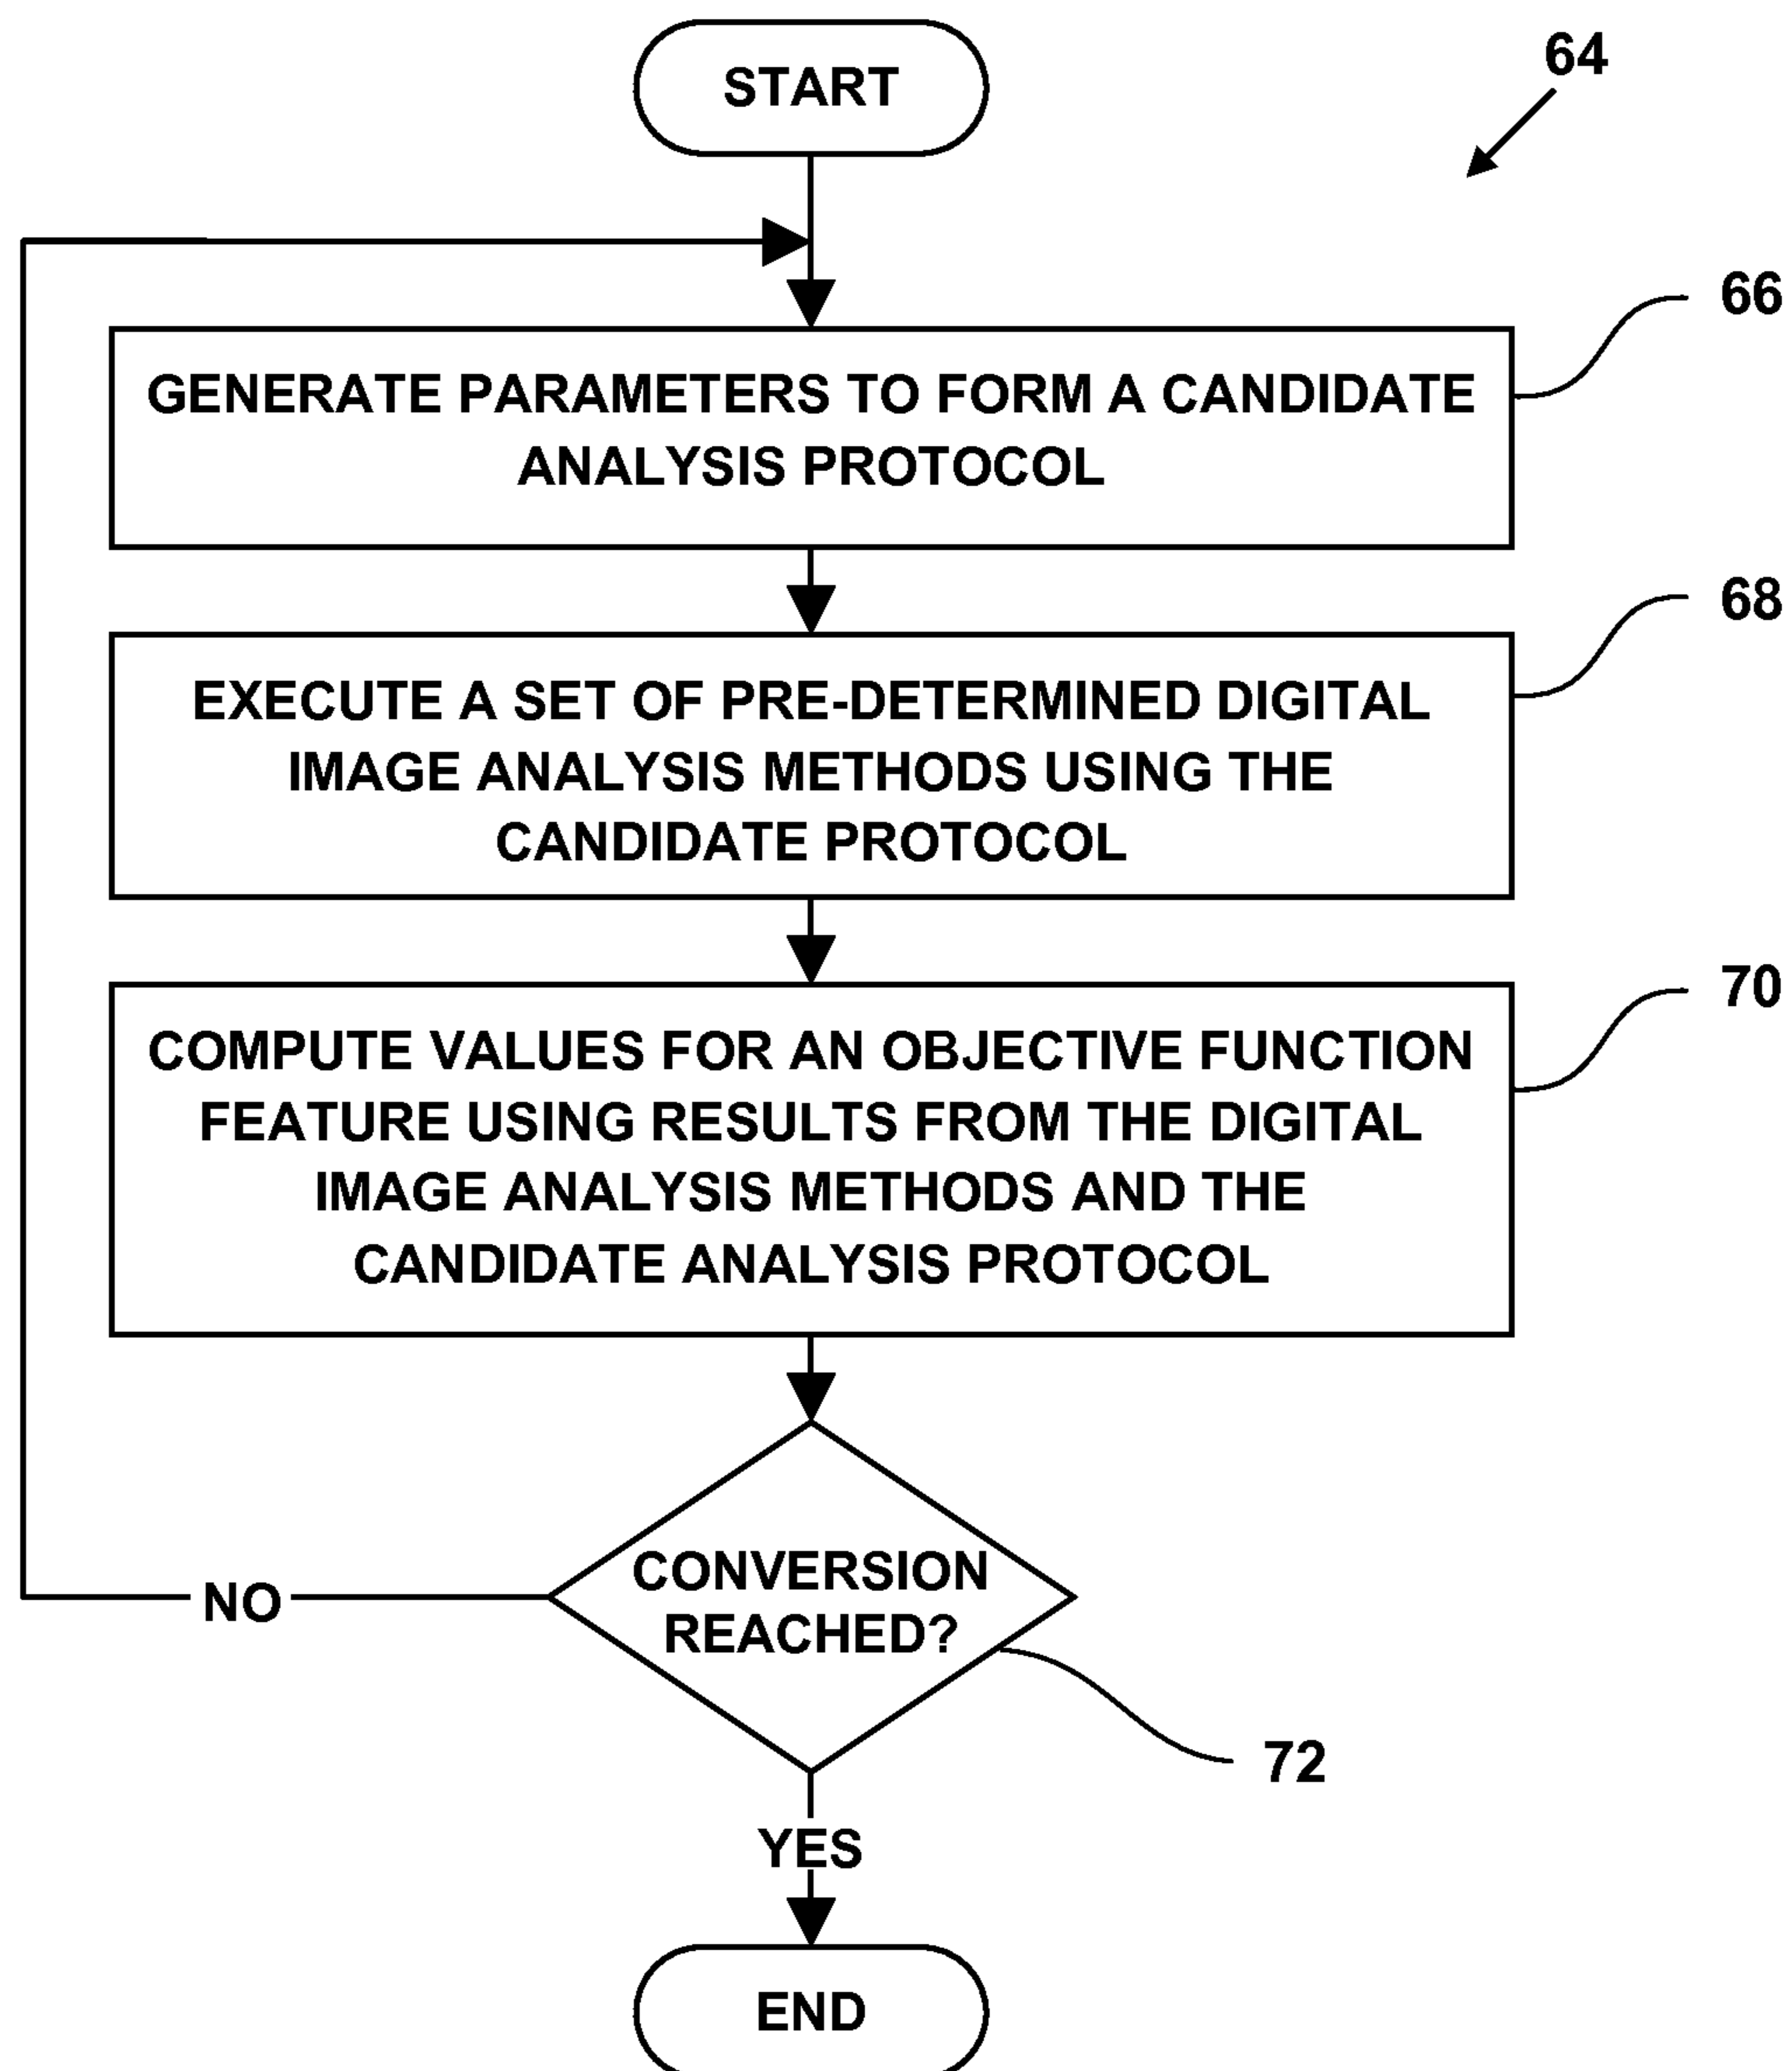 START
64
66
GENERATE PARAMETERS TO FORM A CANDIDATE
ANALYSIS PROTOCOL
68
EXECUTE A SET OF PRE-DETERMINED DIGITAL
IMAGE ANALYSIS METHODS USING THE
CANDIDATE PROTOCOL
70
COMPUTE VALUES FOR AN OBJECTIVE FUNCTION
FEATURE USING RESULTS FROM THE DIGITAL
IMAGE ANALYSIS METHODS AND THE
CANDIDATE ANALYSIS PROTOCOL
CONVERSION
REACHED?
NO
72
YES
END